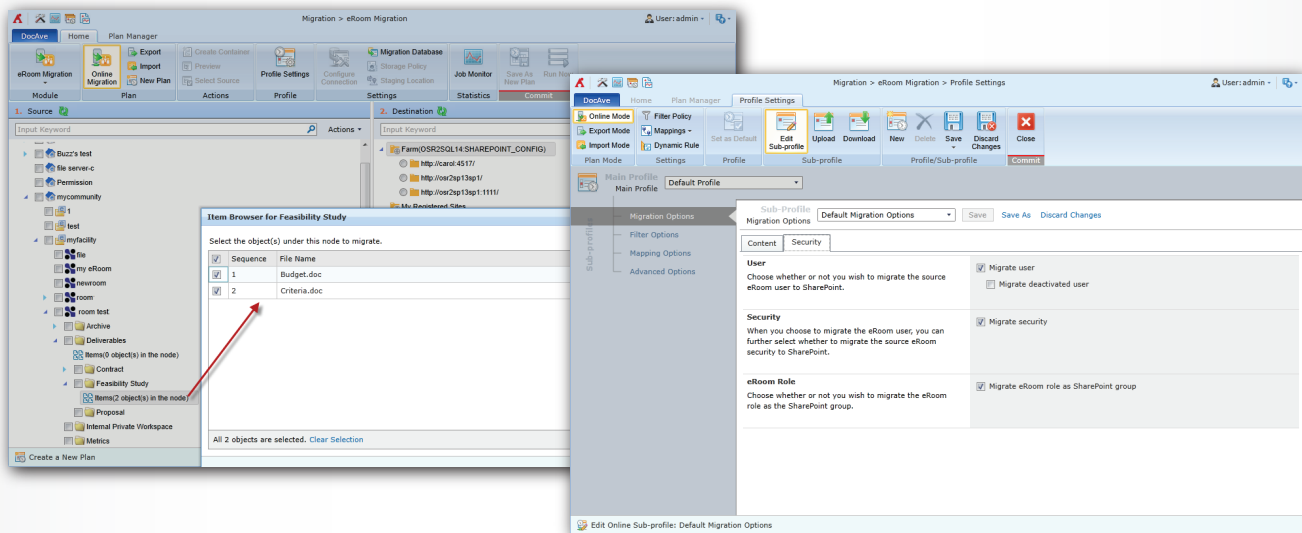 Migration > eRoom Migration
User: admin
DocAve Home Plan Manager
eRoom Migration
Online Migration
Export
Import
New Plan
Create Container
Preview
Select Source
Profile Settings
Configure Connection
Migration Database
Storage Policy
Staging Location
Job Monitor
Save As New Plan
Run Now
Module Plan Actions Profile Settings Statistics Commit
1. Source
2. Destination
Input Keyword
Actions
Input Keyword
Buzz's test
file server-c
Permission
mycommunity
1
test
myfacility
file
my eRoom
newroom
room
room test
Archive
Deliverables
Items(0 object(s) in the node)
Contract
Feasibility Study
Items(2 object(s) in the node)
Proposal
Internal Private Workspace
Metrics
Create a New Plan
Farm(OSR2SQL14:SHAREPOINT_CONFIG)
http://carol:4517/
http://osr2sp13sp1/
http://osr2sp13sp1:1111/
My Registered Sites
Item Browser for Feasibility Study
Select the object(s) under this node to migrate.
Sequence File Name
1 Budget.doc
2 Criteria.doc
All 2 objects are selected. Clear Selection
Migration > eRoom Migration > Profile Settings
User: admin
DocAve Home Plan Manager Profile Settings
Online Mode
Export Mode
Import Mode
Filter Policy
Mappings
Dynamic Rule
Set as Default
Edit Sub-profile
Upload
Download
New
Delete
Save
Discard Changes
Close
Plan Mode Settings Profile Sub-profile Profile/Sub-profile Commit
Main Profile
Main Profile Default Profile
Sub-profiles
Migration Options
Filter Options
Mapping Options
Advanced Options
Sub-Profile
Migration Options Default Migration Options Save Save As Discard Changes
Content Security
User
Choose whether or not you wish to migrate the source
eRoom user to SharePoint.
Migrate user
Migrate deactivated user
Security
When you choose to migrate the eRoom user, you can
further select whether to migrate the source eRoom
security to SharePoint.
Migrate security
eRoom Role
Choose whether or not you wish to migrate the eRoom
role as the SharePoint group.
Migrate eRoom role as SharePoint group
Edit Online Sub-profile: Default Migration Options